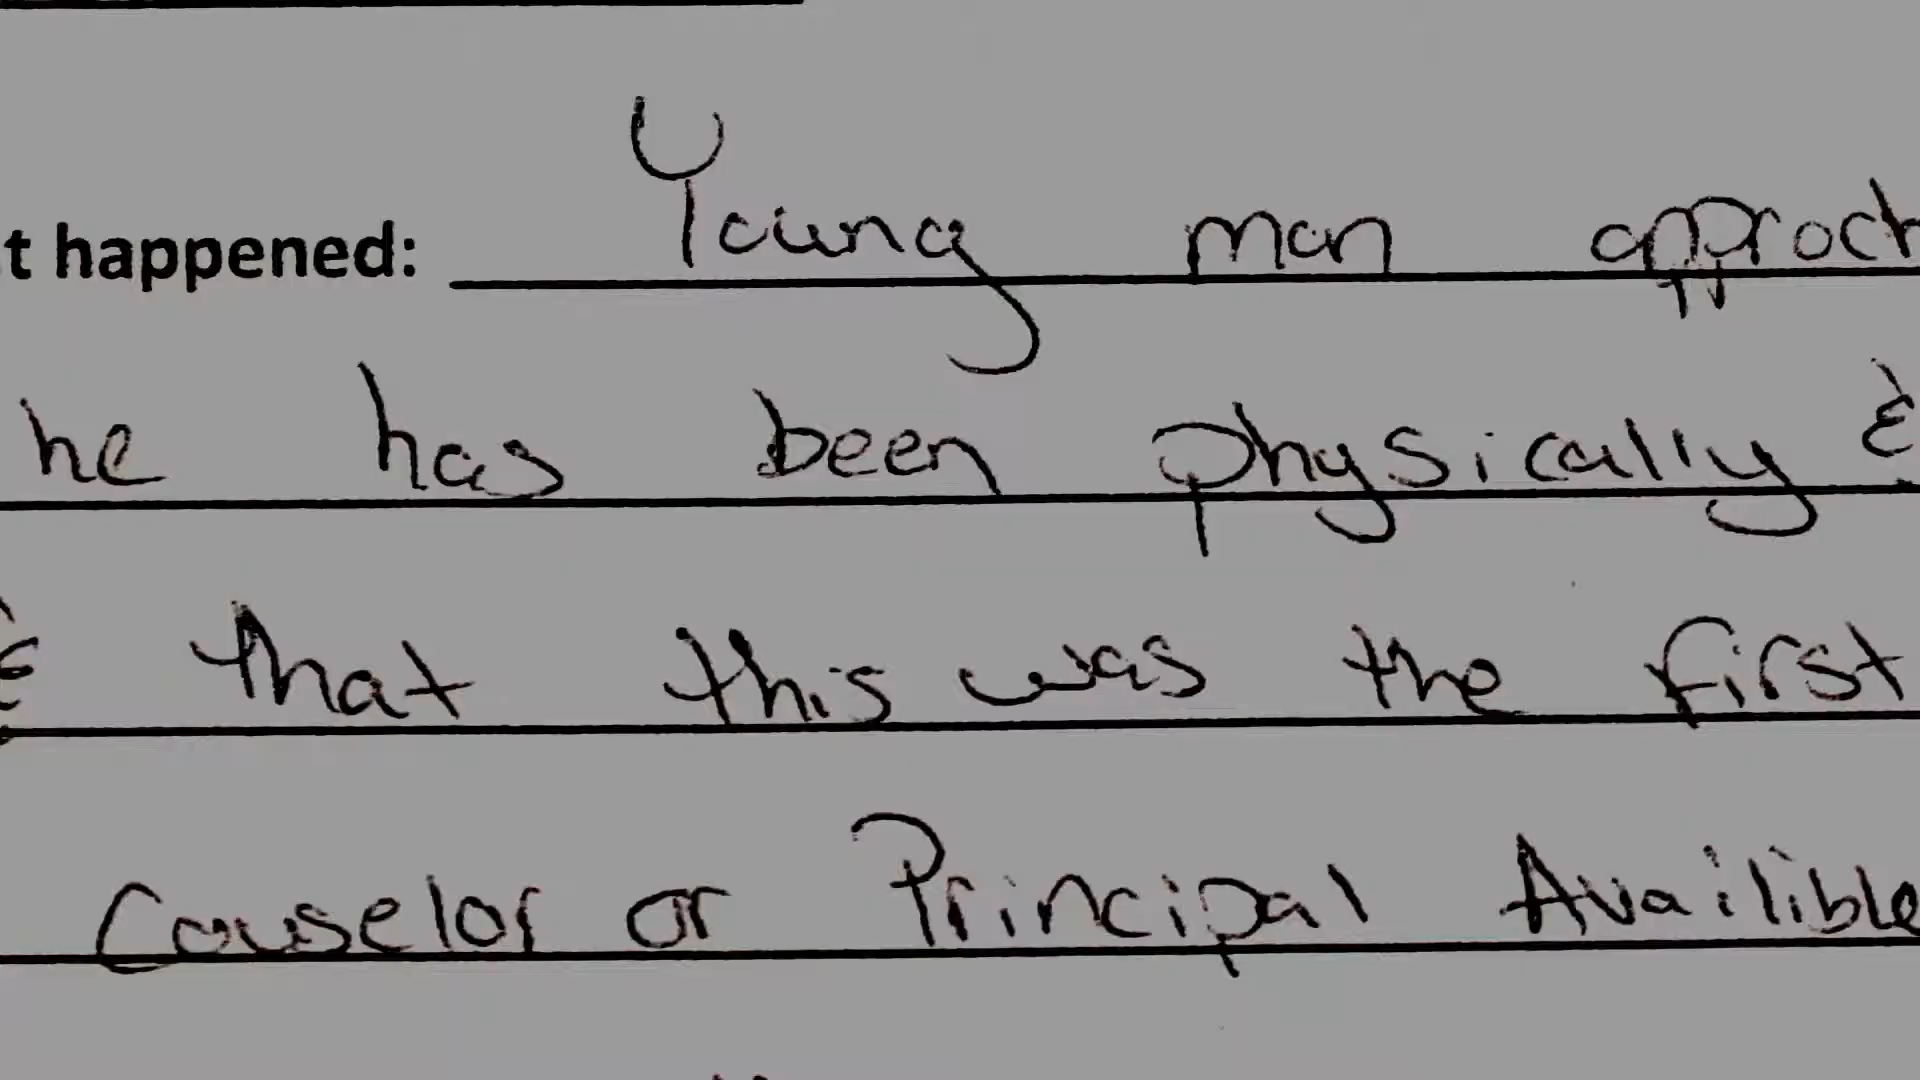 t happened: Young man approch
he has been physically &
& that this was the first
Couselor or Principal Availible